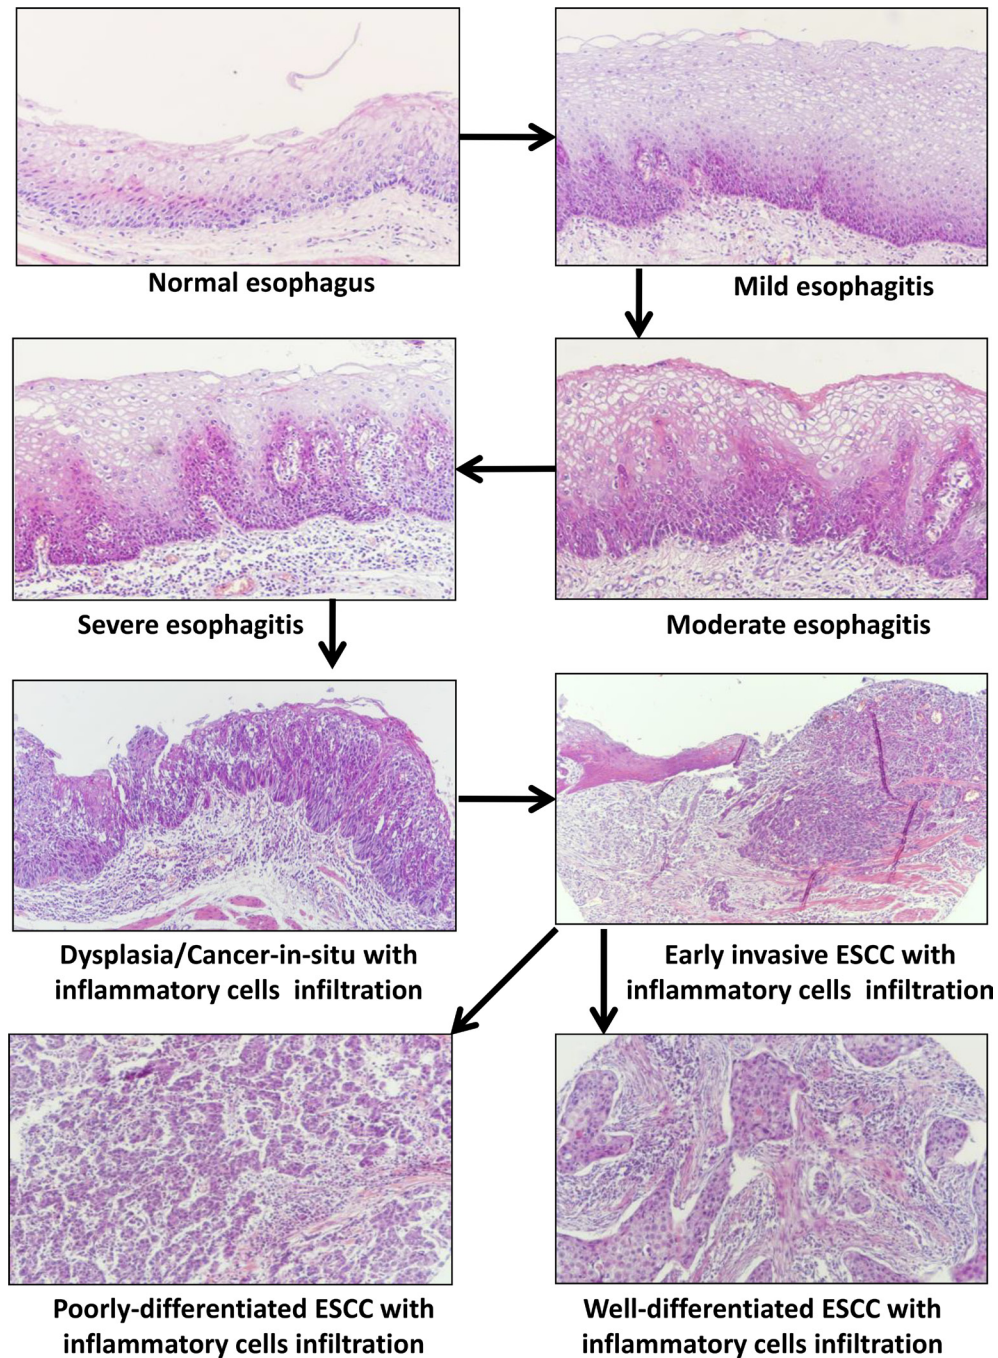 Normal esophagus
Mild esophagitis
Severe esophagitis
Moderate esophagitis
Dysplasia/Cancer-in-situ with
inflammatory cells infiltration
Early invasive ESCC with
inflammatory cells infiltration
Poorly-differentiated ESCC with
inflammatory cells infiltration
Well-differentiated ESCC with
inflammatory cells infiltration